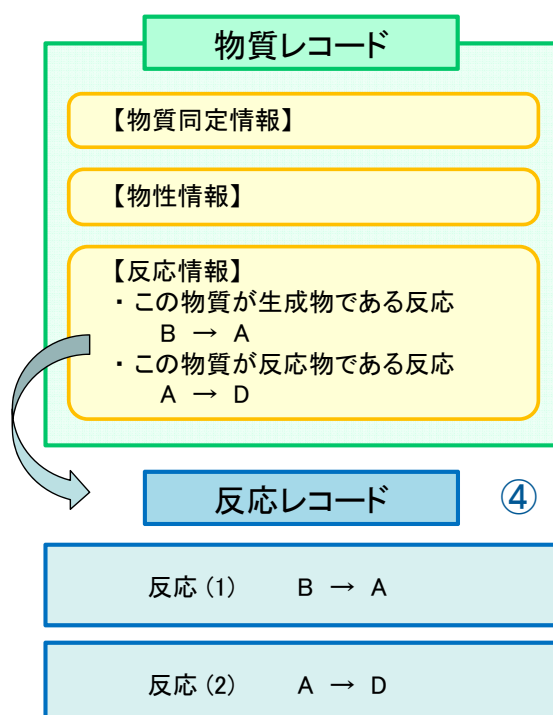 物質レコード
【物質同定情報】
【物性情報】
【反応情報】
・この物質が生成物である反応
B → A
・この物質が反応物である反応
A → D
反応レコード ④
反応 (1) B → A
反応 (2) A → D